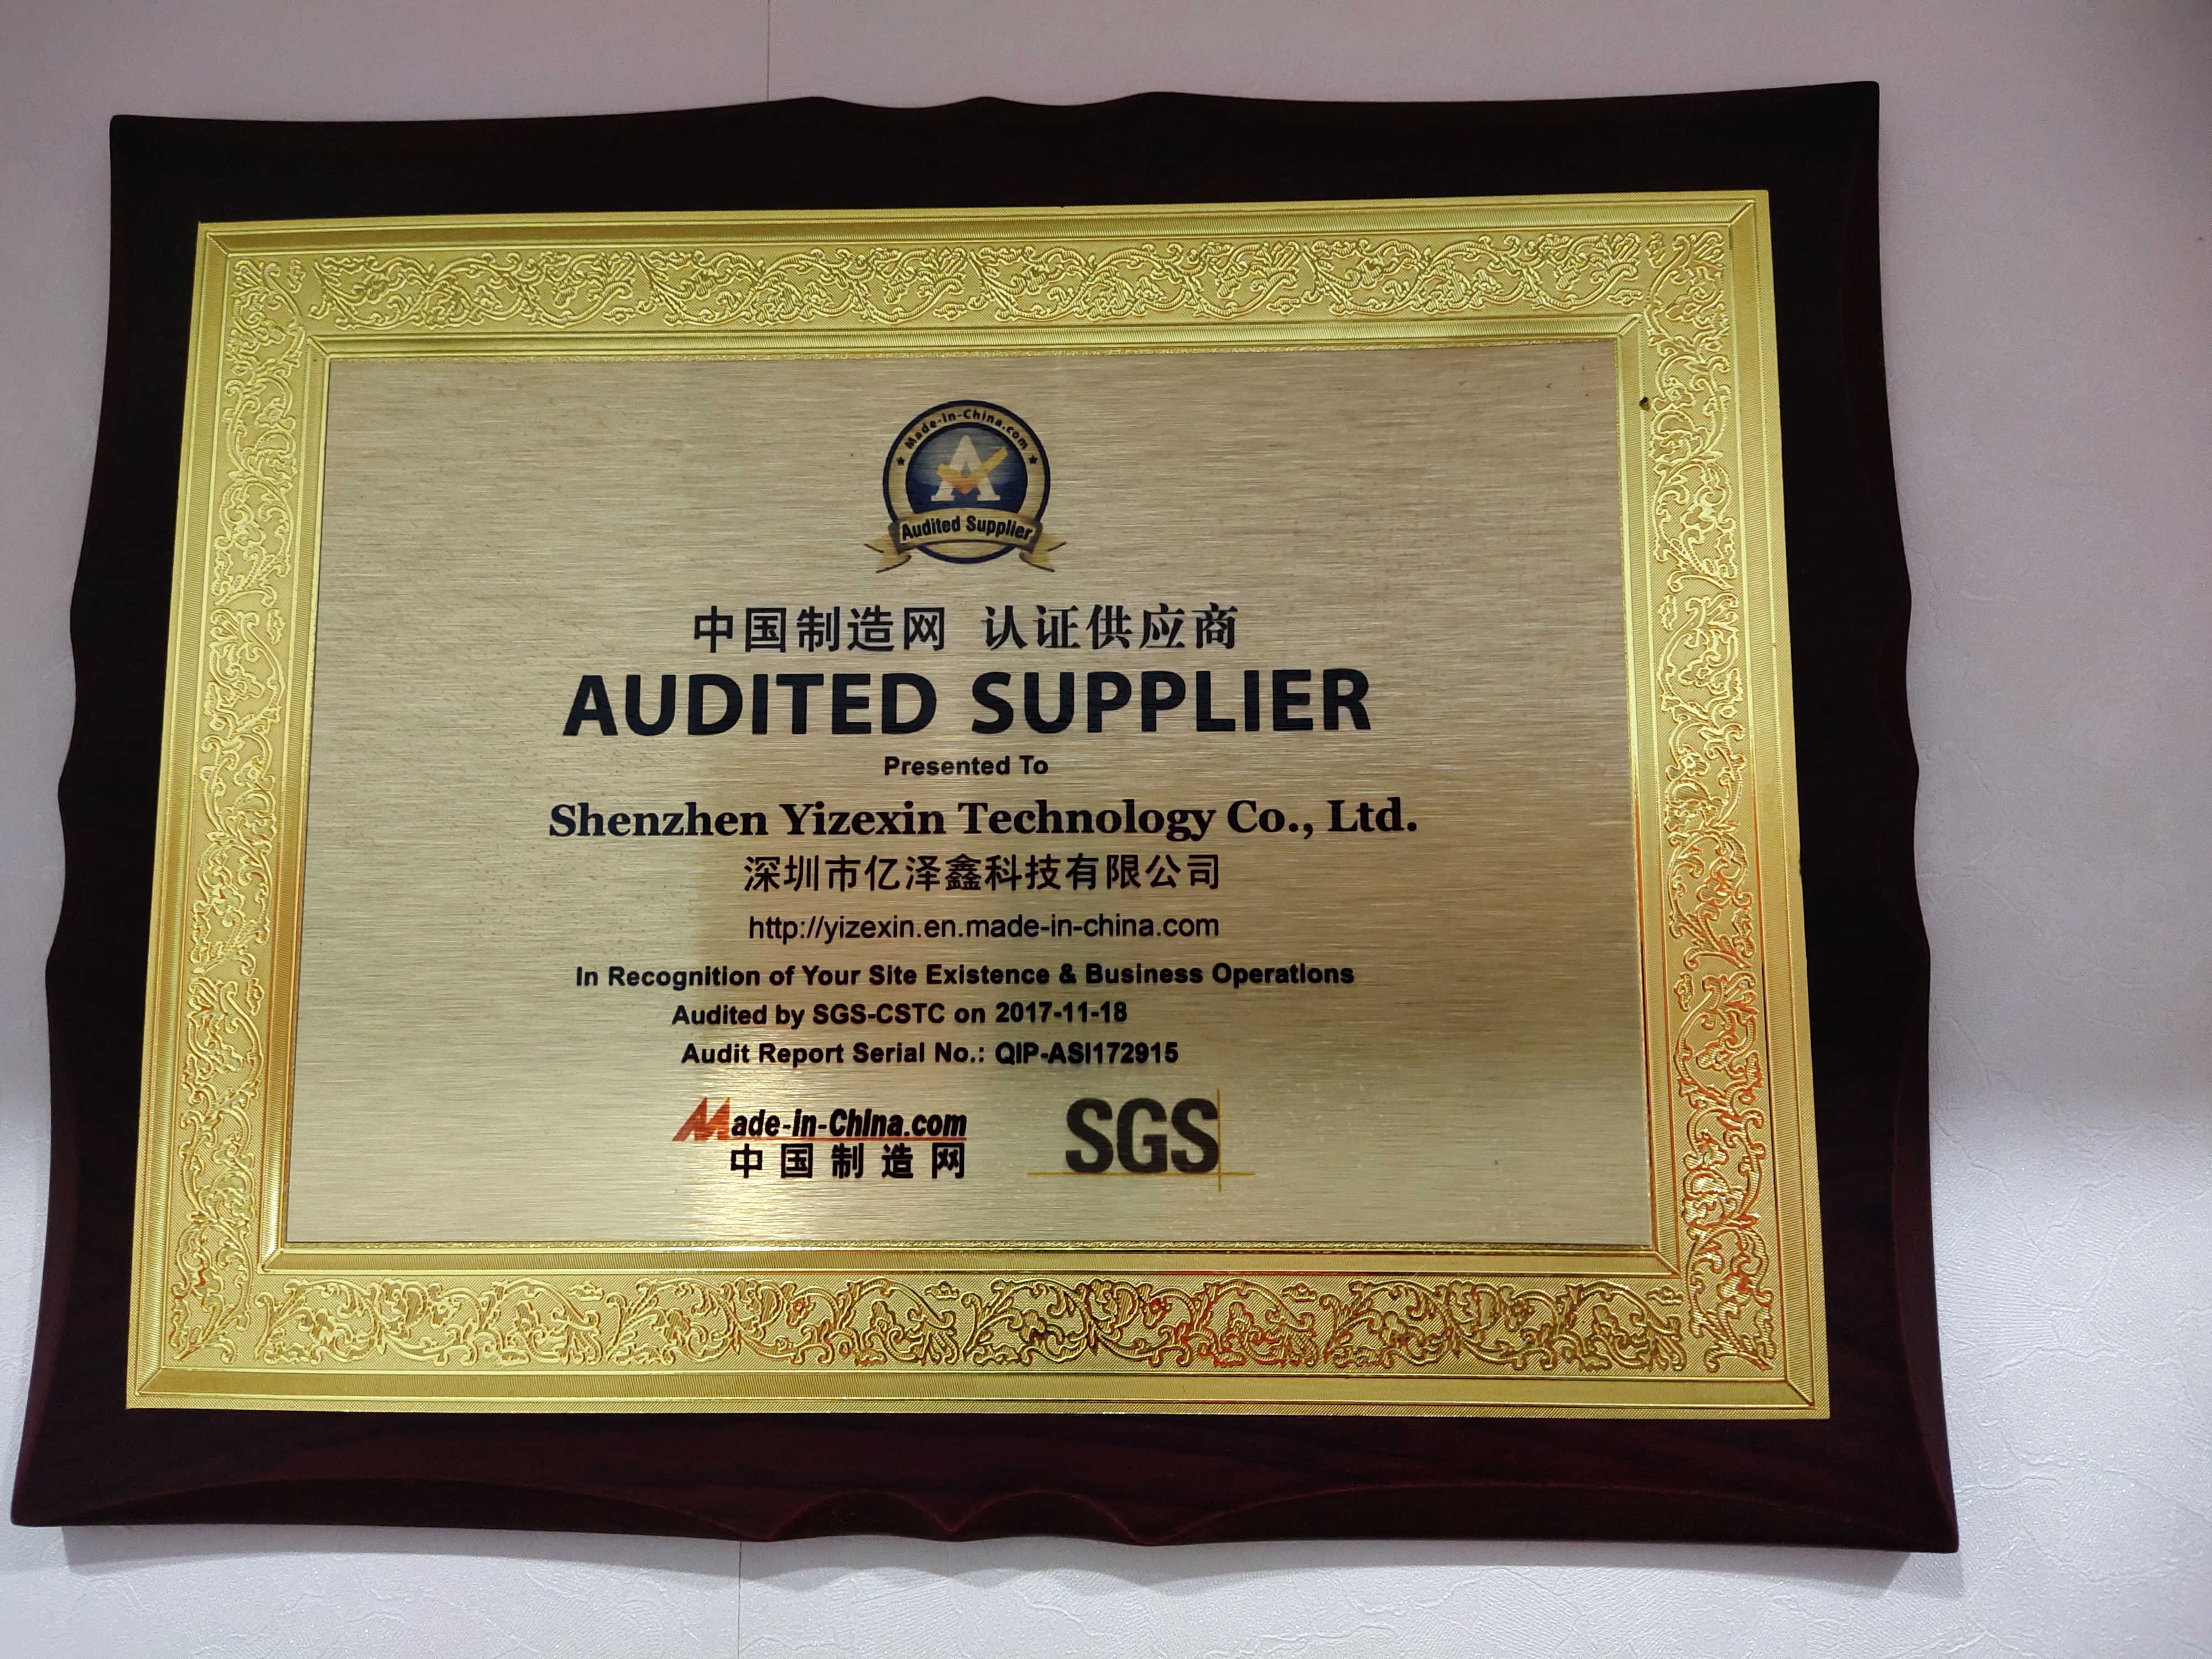 Made-in-China.com
A
Audited Supplier
中国制造网 认证供应商
AUDITED SUPPLIER
Presented To
Shenzhen Yizexin Technology Co., Ltd.
深圳市亿泽鑫科技有限公司
http://yizexin.en.made-in-china.com
In Recognition of Your Site Existence & Business Operations
Audited by SGS-CSTC on 2017-11-18
Audit Report Serial No.: QIP-ASI172915
Made-in-China.com
中国制造网
SGS